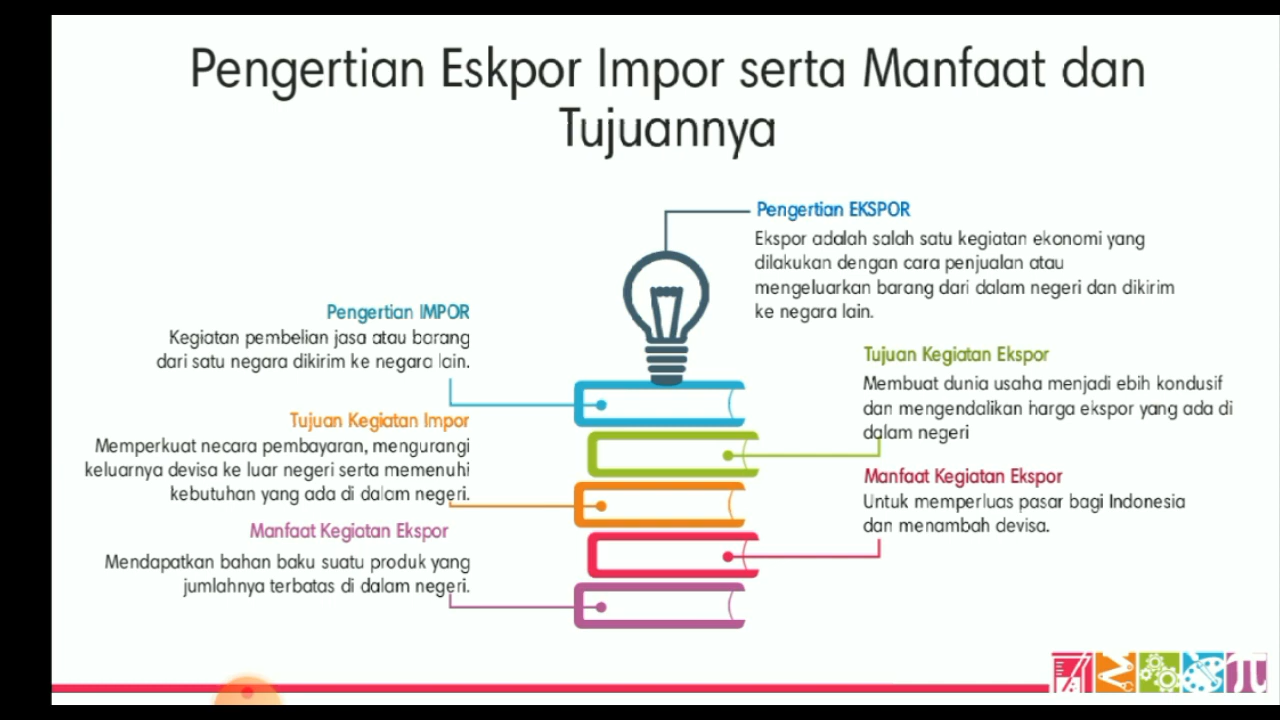 Pengertian Eskpor Impor serta Manfaat dan
Tujuannya
Pengertian EKSPOR
Ekspor adalah salah satu kegiatan ekonomi yang
dilakukan dengan cara penjualan atau
mengeluarkan barang dari dalam negeri dan dikirim
ke negara lain.
Pengertian IMPOR
Kegiatan pembelian jasa atau barang
dari satu negara dikirim ke negara lain.
Tujuan Kegiatan Ekspor
Membuat dunia usaha menjadi ebih kondusif
dan mengendalikan harga ekspor yang ada di
dalam negeri
Tujuan Kegiatan Impor
Memperkuat necara pembayaran, mengurangi
keluarnya devisa ke luar negeri serta memenuhi
kebutuhan yang ada di dalam negeri.
Manfaat Kegiatan Ekspor
Untuk memperluas pasar bagi Indonesia
dan menambah devisa.
Manfaat Kegiatan Ekspor
Mendapatkan bahan baku suatu produk yang
jumlahnya terbatas di dalam negeri.
π